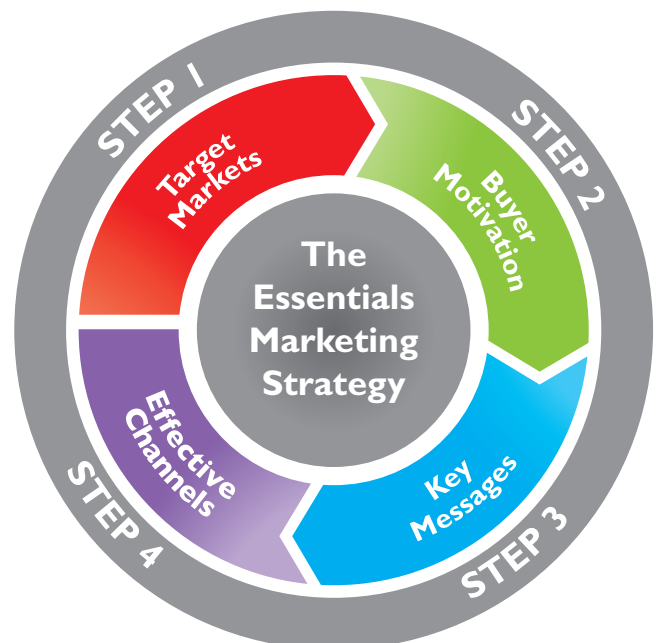 The
Essentials
Marketing
Strategy
STEP 1
Target
Markets
STEP 2
Buyer
Motivation
STEP 3
Key
Messages
STEP 4
Effective
Channels